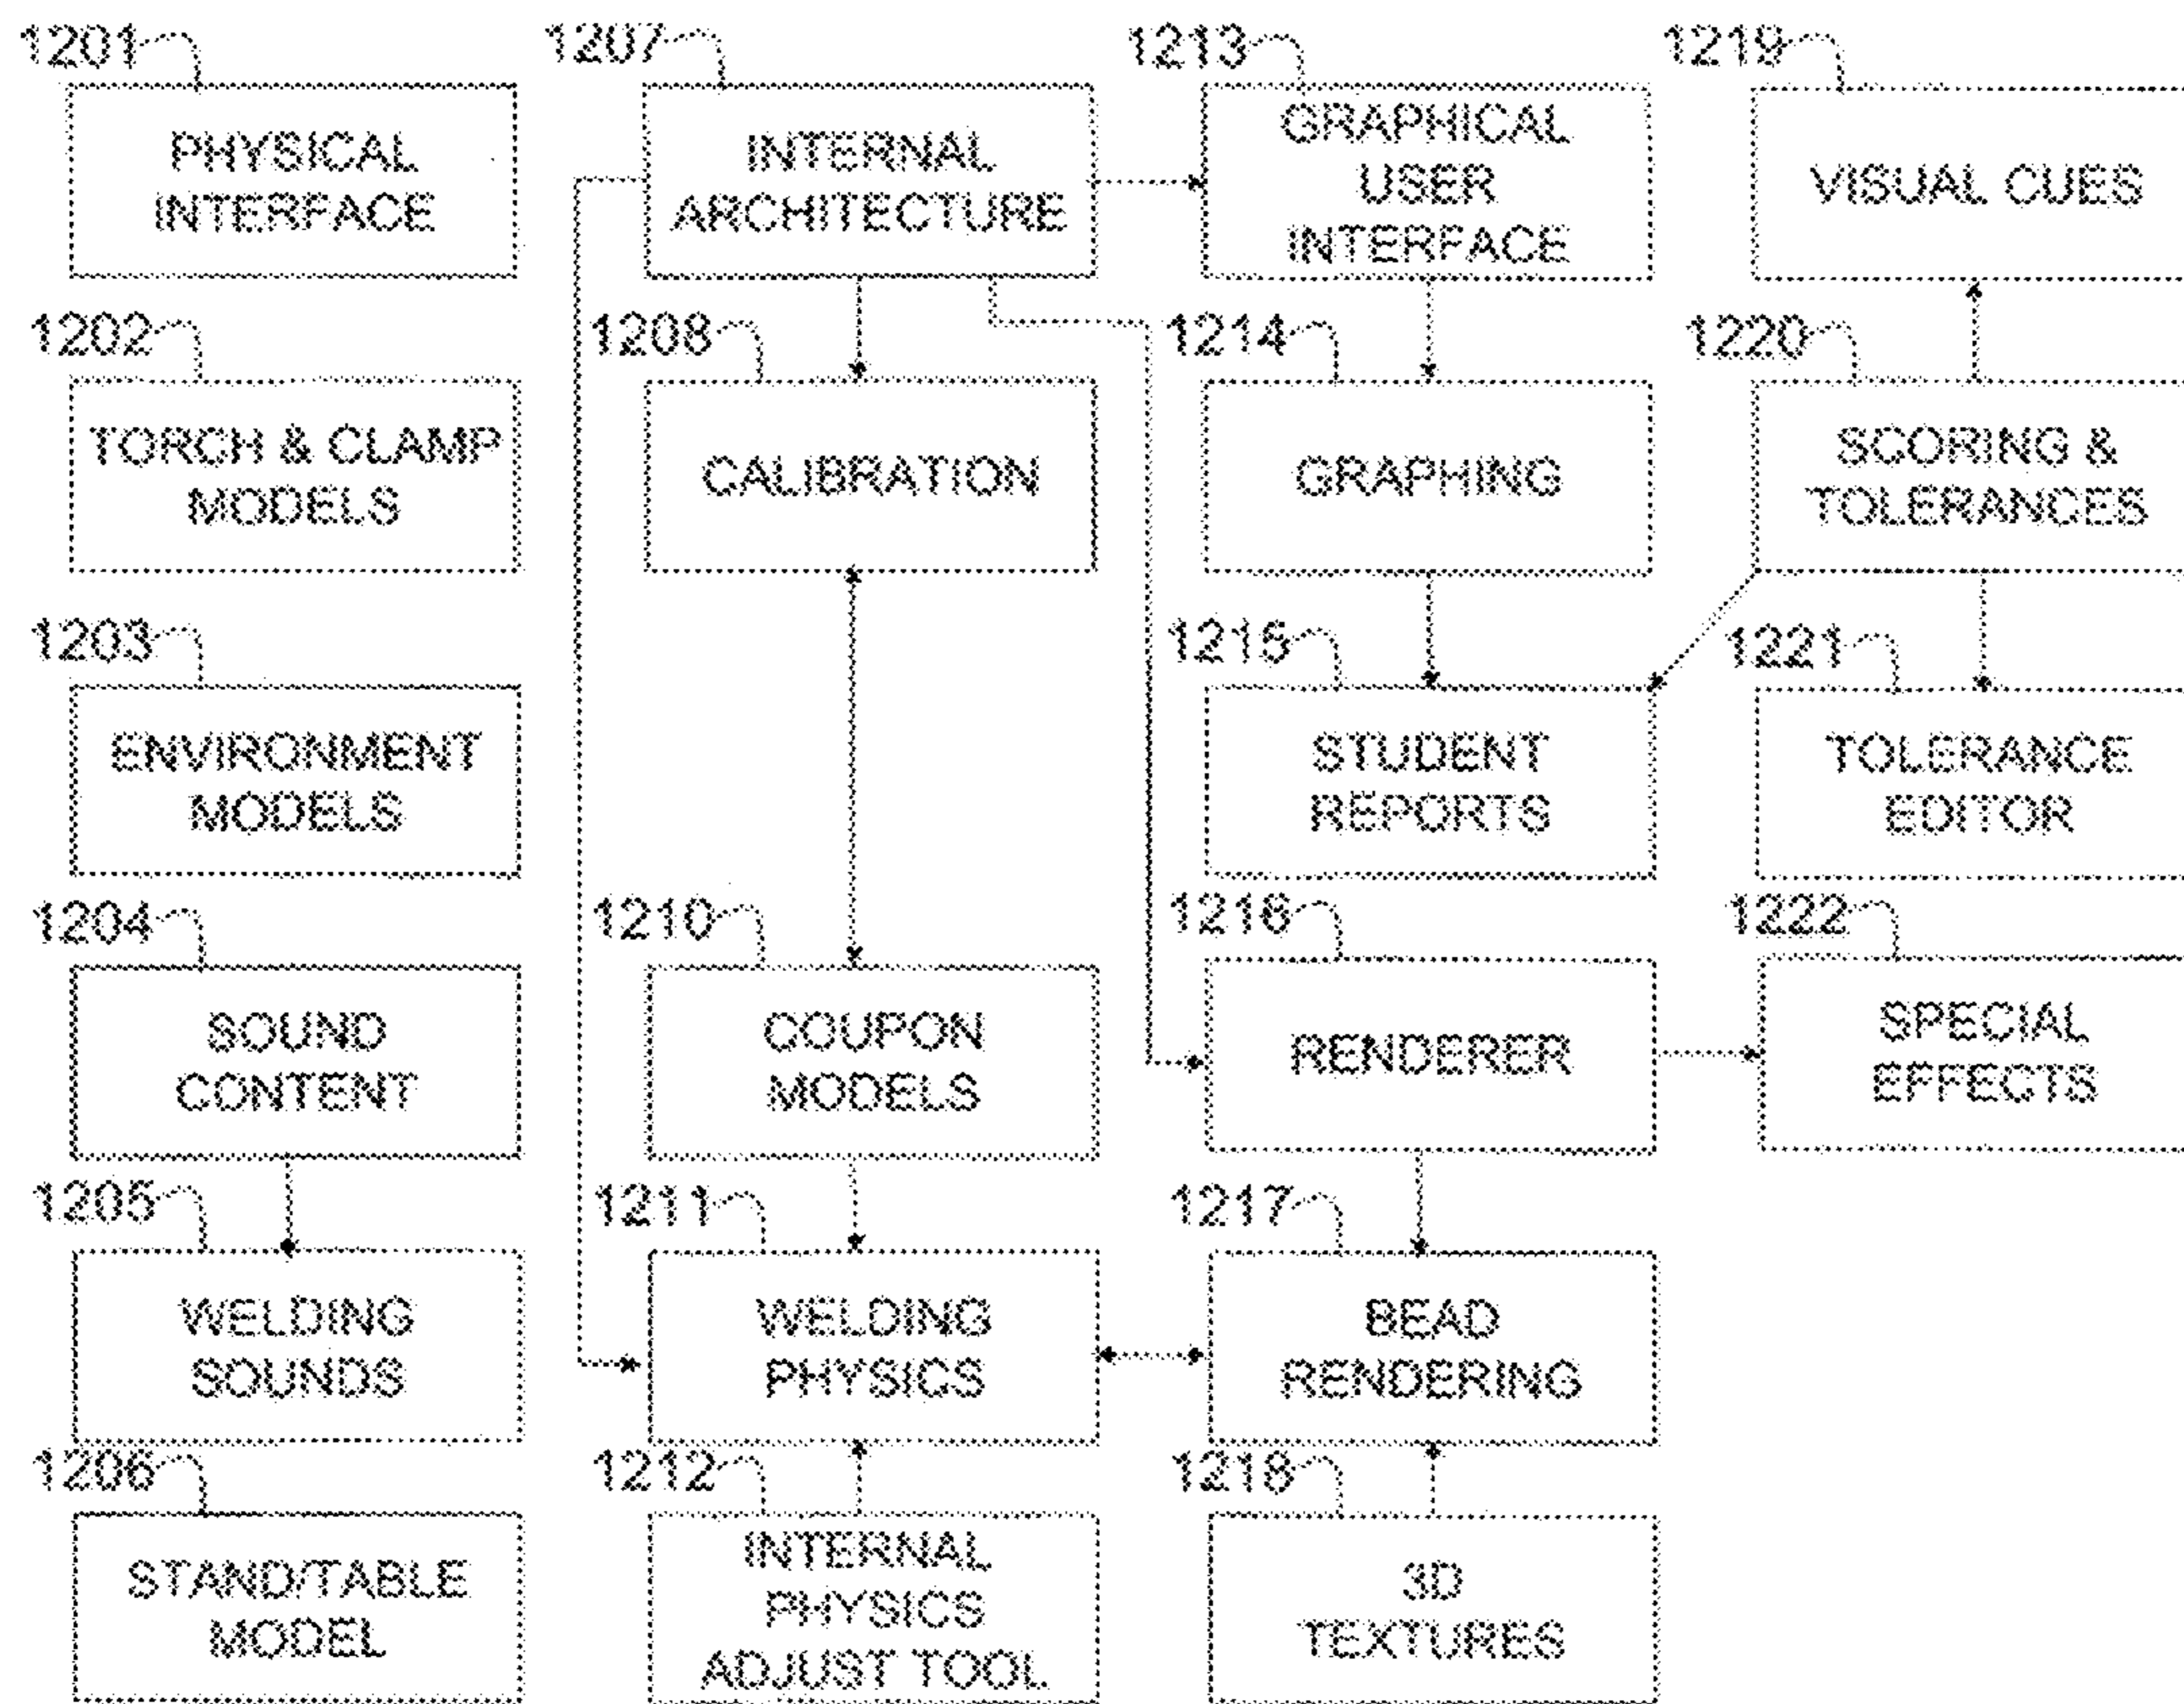 1201
PHYSICAL
INTERFACE
1202
TORCH & CLAMP
MODELS
1203
ENVIRONMENT
MODELS
1204
SOUND
CONTENT
1205
WELDING
SOUNDS
1206
STAND/TABLE
MODEL
1207
INTERNAL
ARCHITECTURE
1208
CALIBRATION
1210
COUPON
MODELS
1211
WELDING
PHYSICS
1212
INTERNAL
PHYSICS
ADJUST TOOL
1213
GRAPHICAL
USER
INTERFACE
1214
GRAPHING
1215
STUDENT
REPORTS
1216
RENDERER
1217
BEAD
RENDERING
1218
3D
TEXTURES
1219
VISUAL CUES
1220
SCORING &
TOLERANCES
1221
TOLERANCE
EDITOR
1222
SPECIAL
EFFECTS